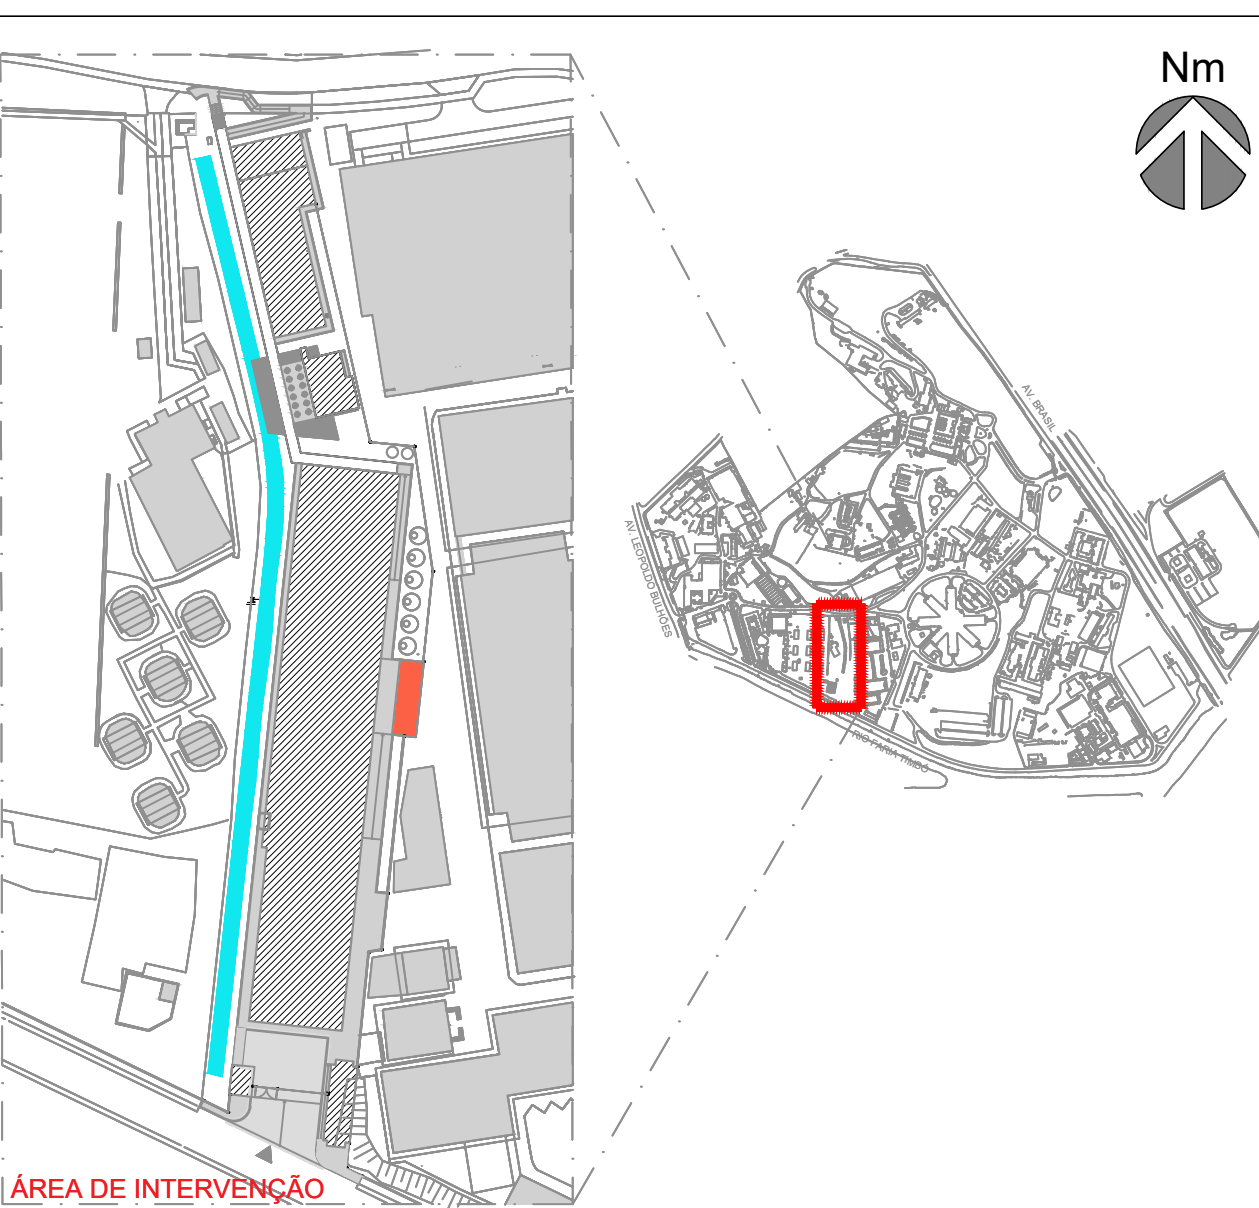 Nm
AV. BRASIL
AV. LEOPOLDO BULHÕES
RIO FARIA TIMBÓ
ÁREA DE INTERVENÇÃO